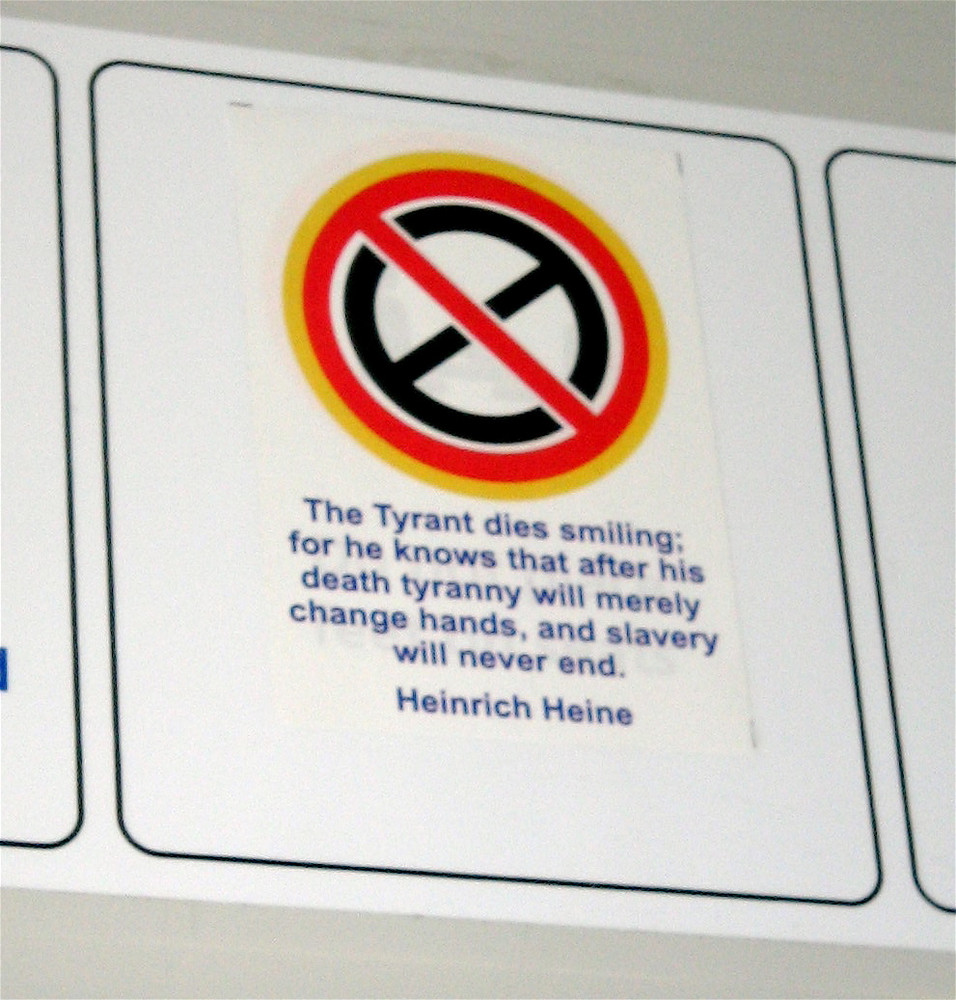 The Tyrant dies smiling;
for he knows that after his
death tyranny will merely
change hands, and slavery
will never end.
Heinrich Heine